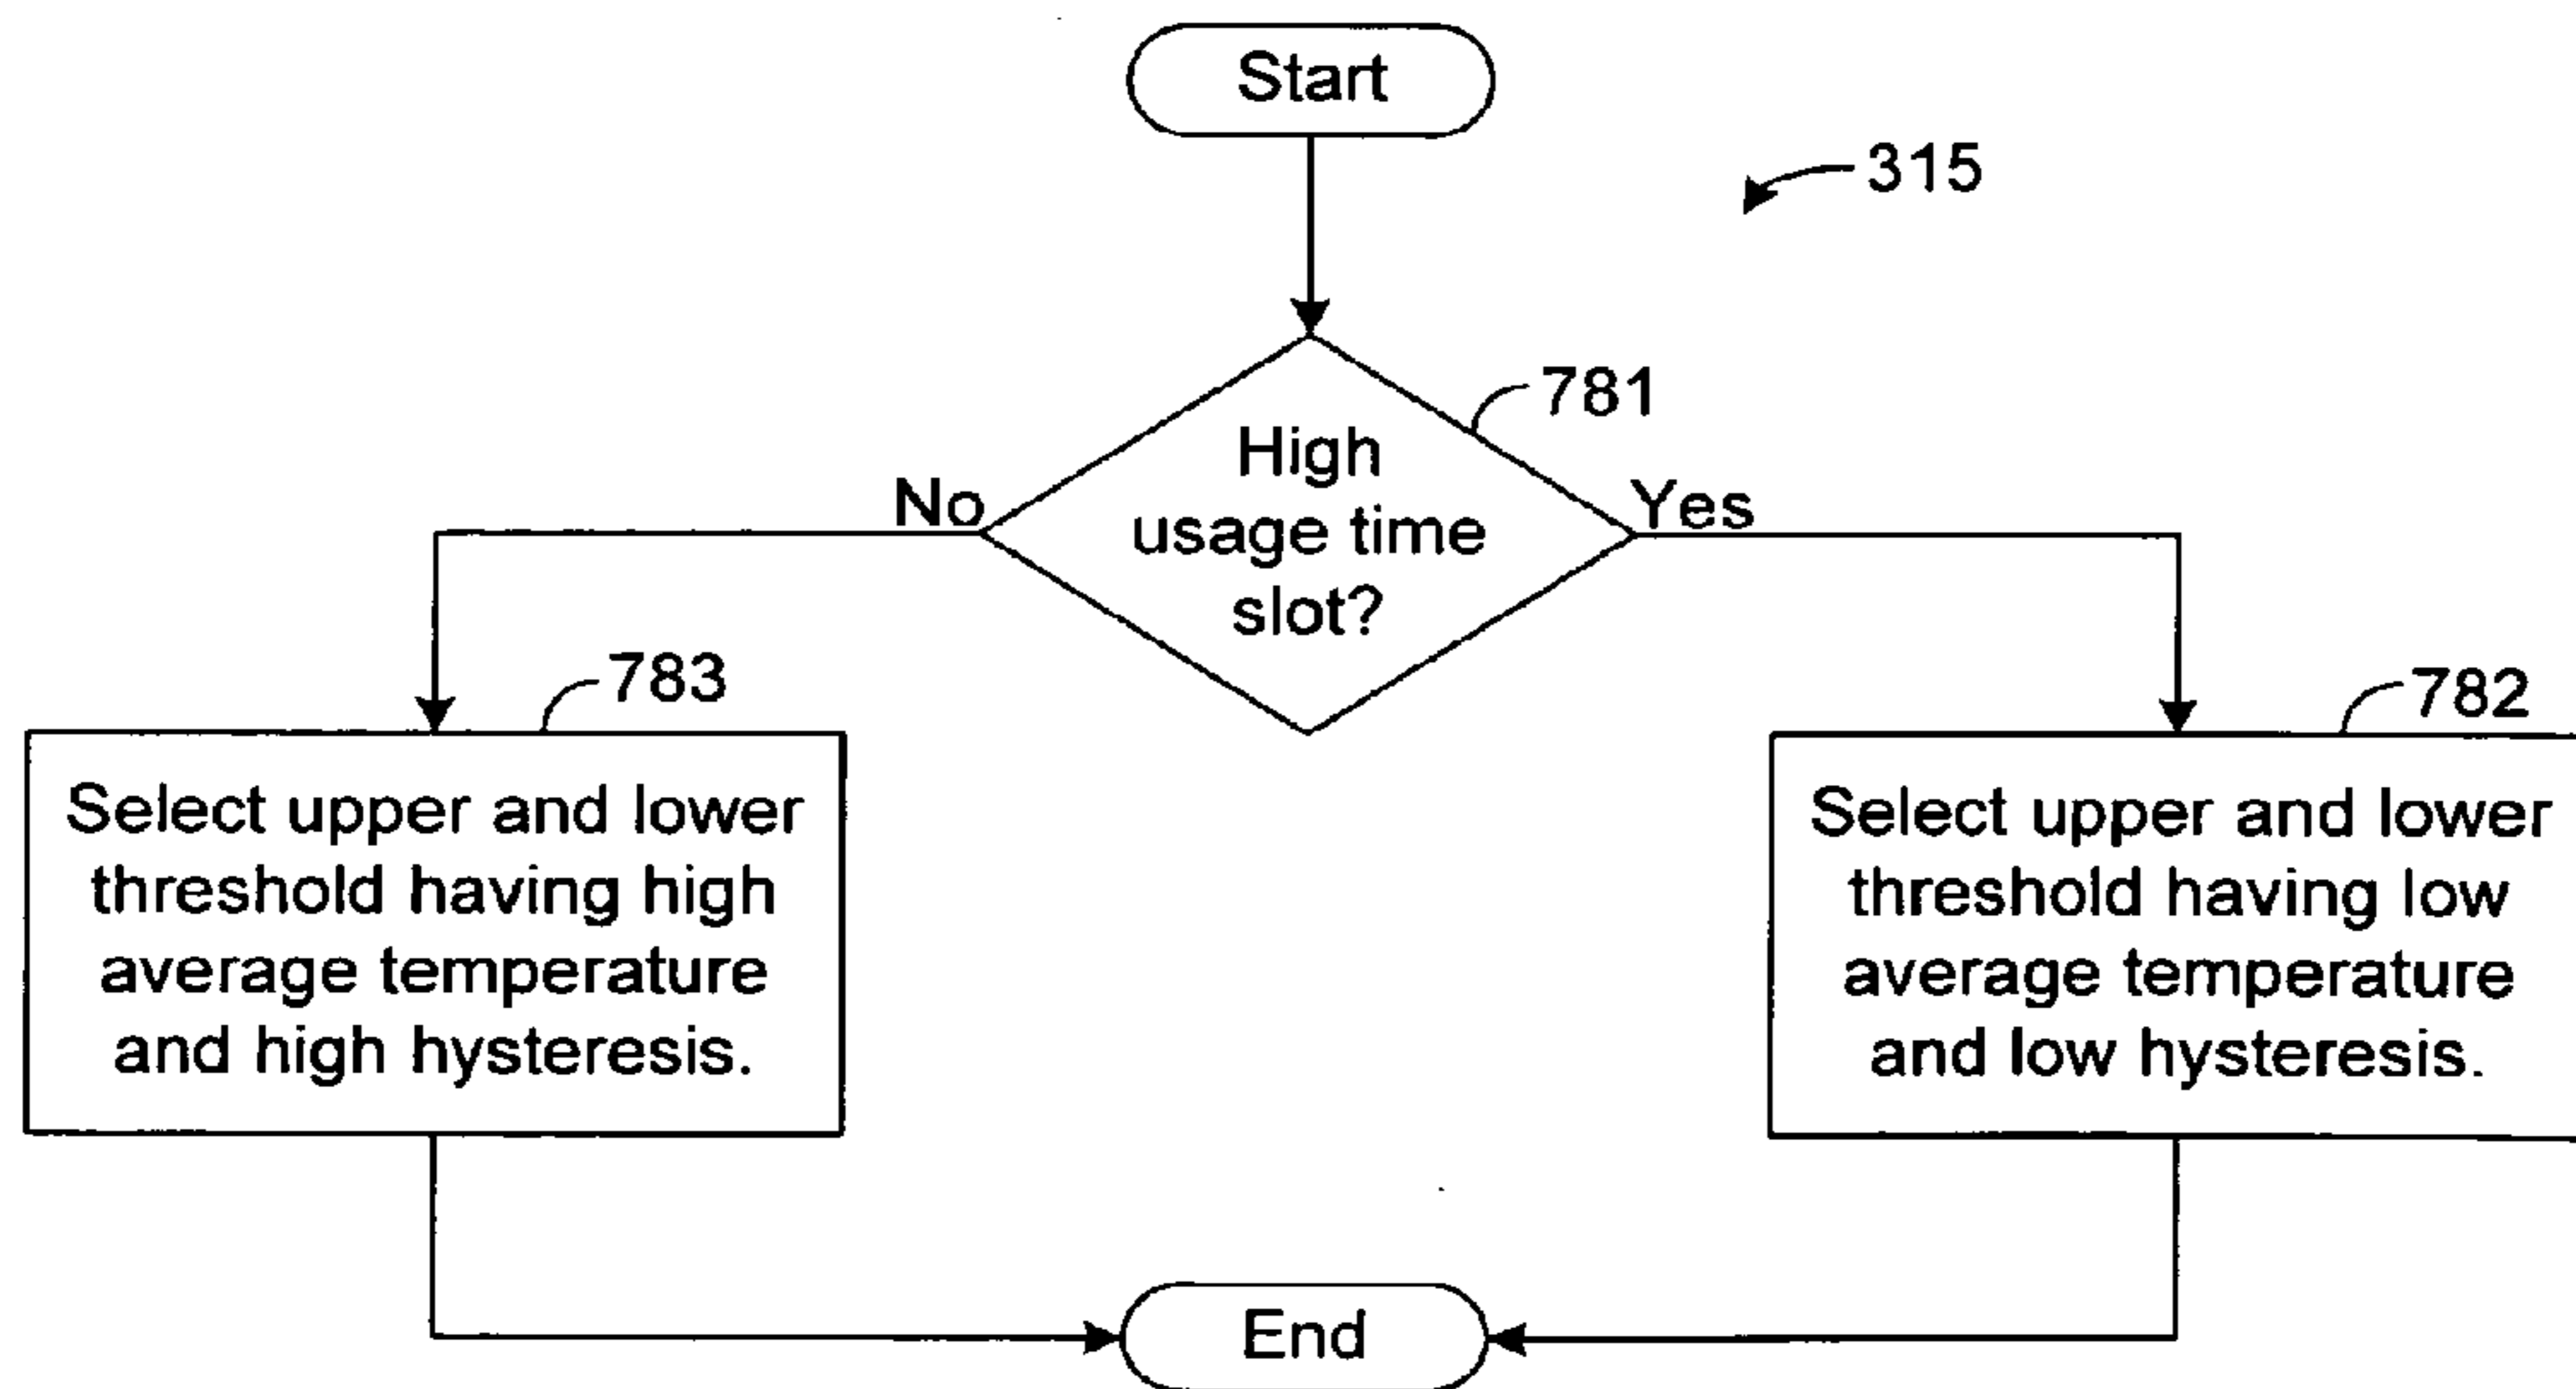 Start
315
781
High
usage time
slot?
No
Yes
783
782
Select upper and lower
threshold having high
average temperature
and high hysteresis.
Select upper and lower
threshold having low
average temperature
and low hysteresis.
End